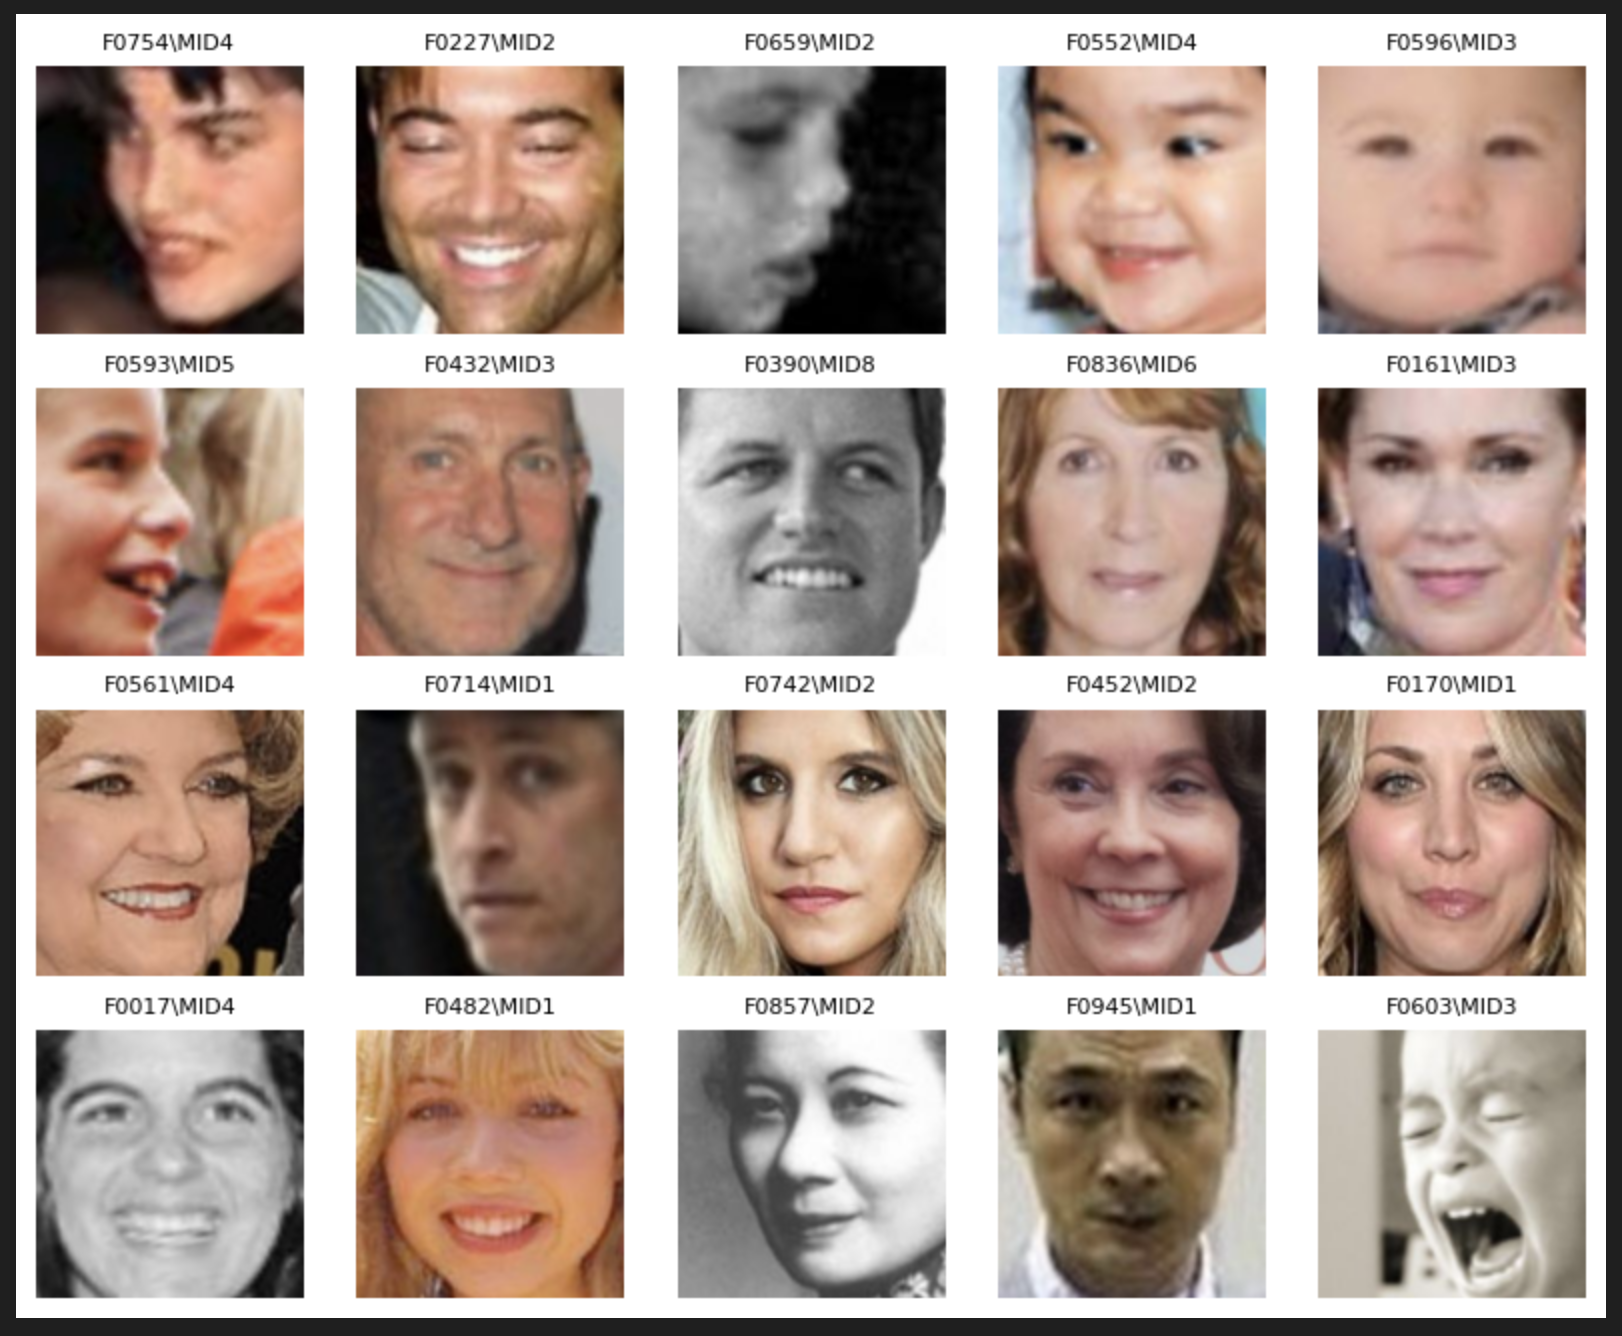 F0754\MID4 F0227\MID2 F0659\MID2 F0552\MID4 F0596\MID3
F0593\MID5 F0432\MID3 F0390\MID8 F0836\MID6 F0161\MID3
F0561\MID4 F0714\MID1 F0742\MID2 F0452\MID2 F0170\MID1
F0017\MID4 F0482\MID1 F0857\MID2 F0945\MID1 F0603\MID3